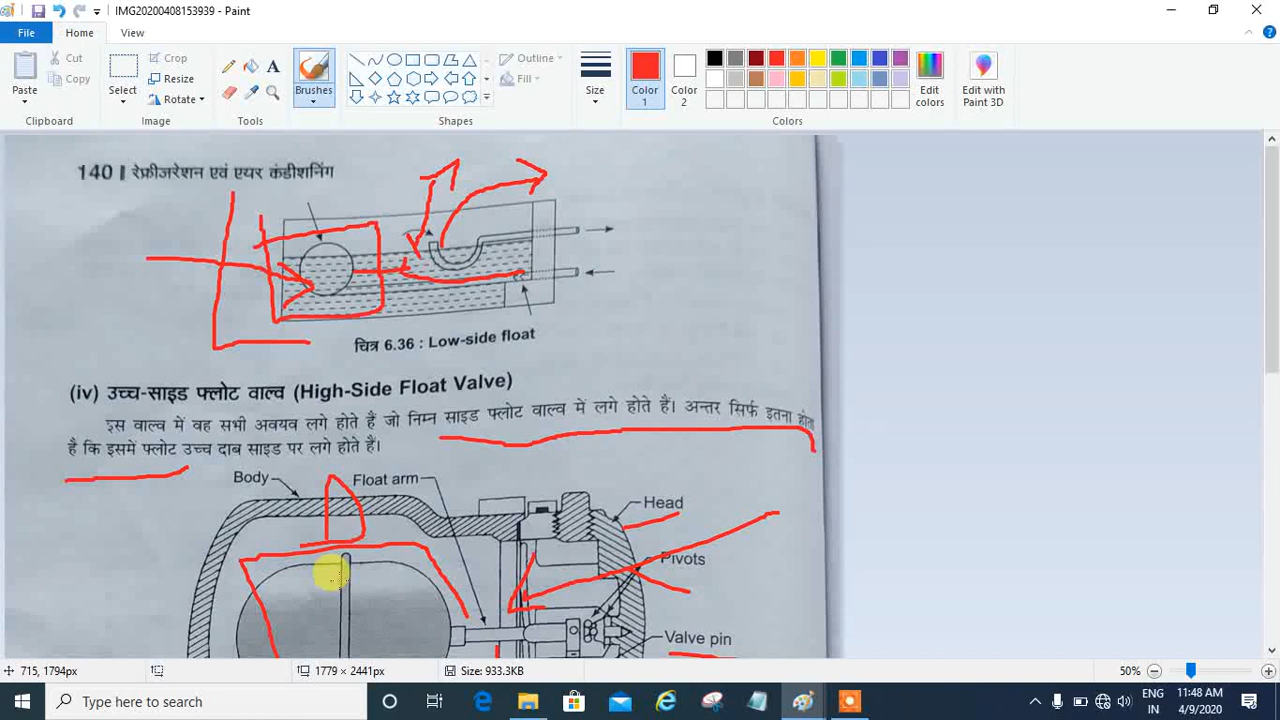 IMG20200408153939 - Paint
File Home View
Paste Cut Copy Select Crop Resize Rotate Brushes Outline Fill Size Color 1 Color 2 Edit colors Edit with Paint 3D
Clipboard Image Tools Shapes Colors
140 रेफ्रीजरेशन एवं एयर कंडीशनिंग
चित्र 6.36 : Low-side float
(iv) उच्च-साइड फ्लोट वाल्व (High-Side Float Valve)
इस वाल्व में वह सभी अवयव लगे होते हैं जो निम्न साइड फ्लोट वाल्व में लगे होते हैं। अन्तर सिर्फ इतना होता
है कि इसमें फ्लोट उच्च दाब साइड पर लगे होते हैं।
Body Float arm
Head
Pivots
Valve pin
715, 1794px 1779 × 2441px Size: 933.3KB 50%
Type here to search ENG IN 11:48 AM 4/9/2020